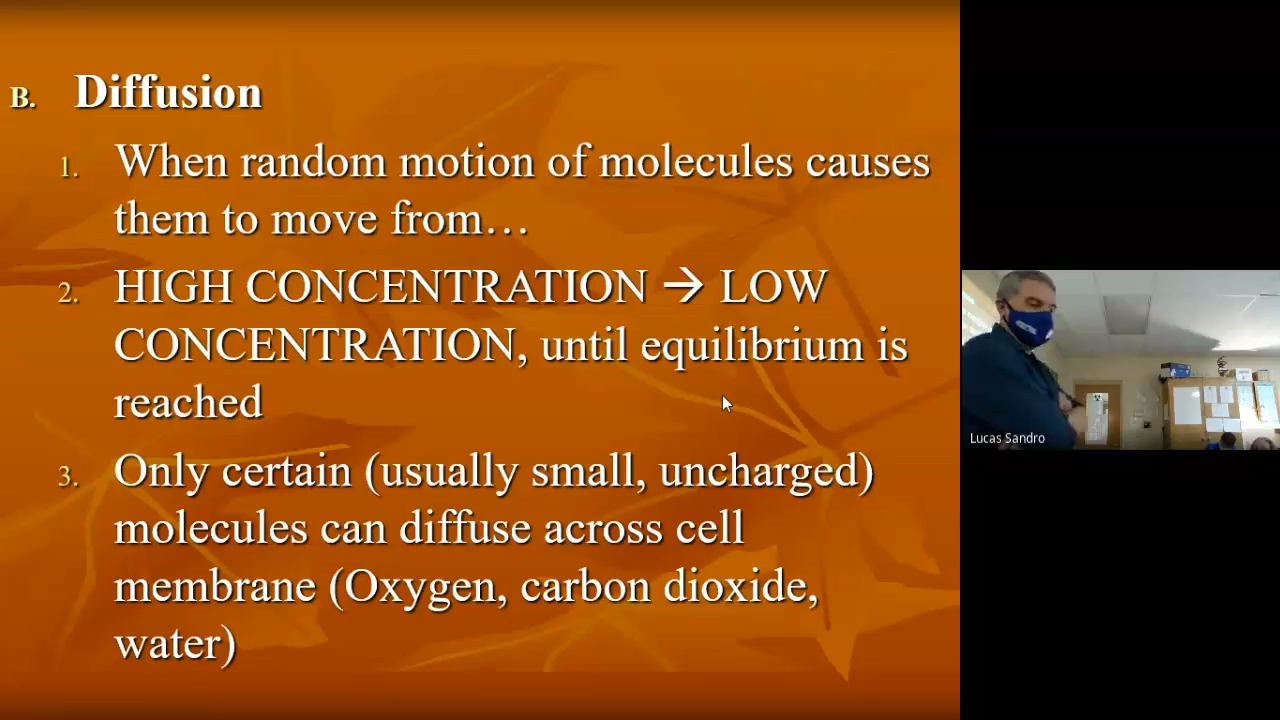 B. Diffusion
1. When random motion of molecules causes
them to move from…
2. HIGH CONCENTRATION → LOW
CONCENTRATION, until equilibrium is
reached
3. Only certain (usually small, uncharged)
molecules can diffuse across cell
membrane (Oxygen, carbon dioxide,
water)
Lucas Sandro